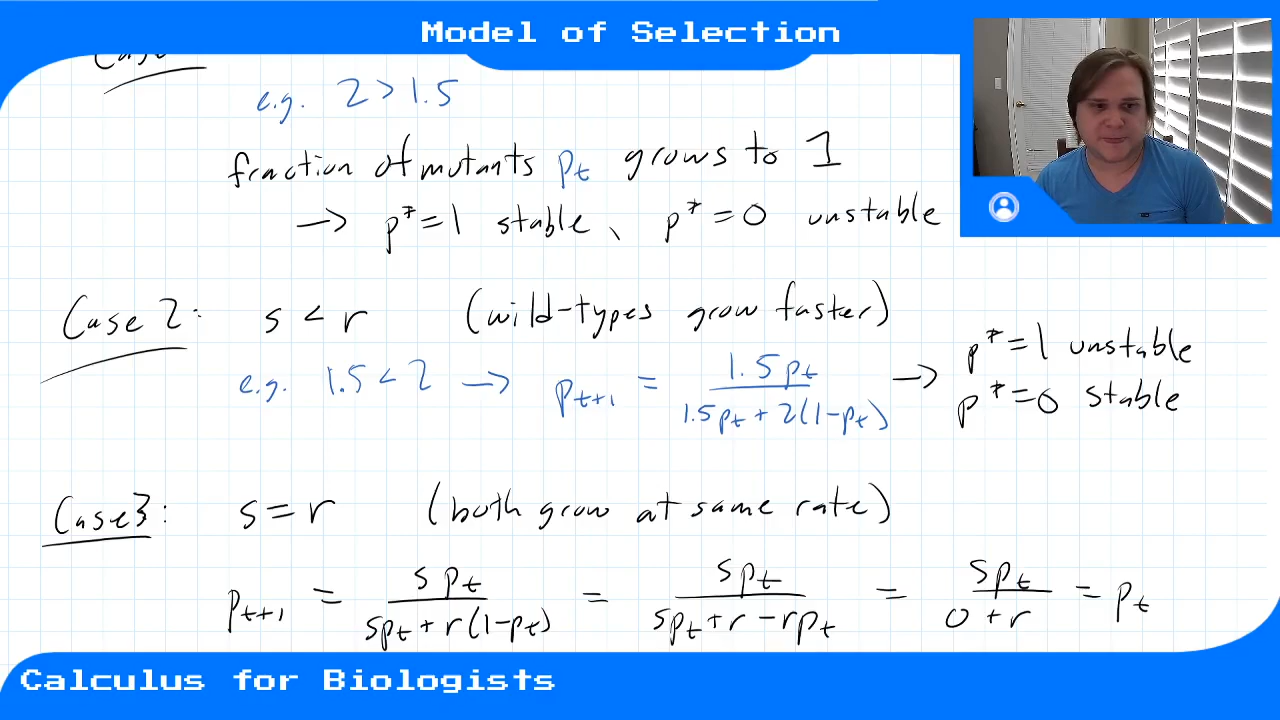 Model of Selection
Case
e.g. 2 > 1.5
fraction of mutants pₜ grows to 1
→ p* = 1 stable, p* = 0 unstable
Case 2: s < r (wild-types grow faster)
e.g. 1.5 < 2 → pₜ₊₁ = 1.5pₜ / (1.5pₜ + 2(1-pₜ)) → p* = 1 unstable
p* = 0 stable
Case 3: s = r (both grow at same rate)
pₜ₊₁ = spₜ / (spₜ + r(1-pₜ)) = spₜ / (spₜ + r - rpₜ) = spₜ / (0 + r) = pₜ
Calculus for Biologists